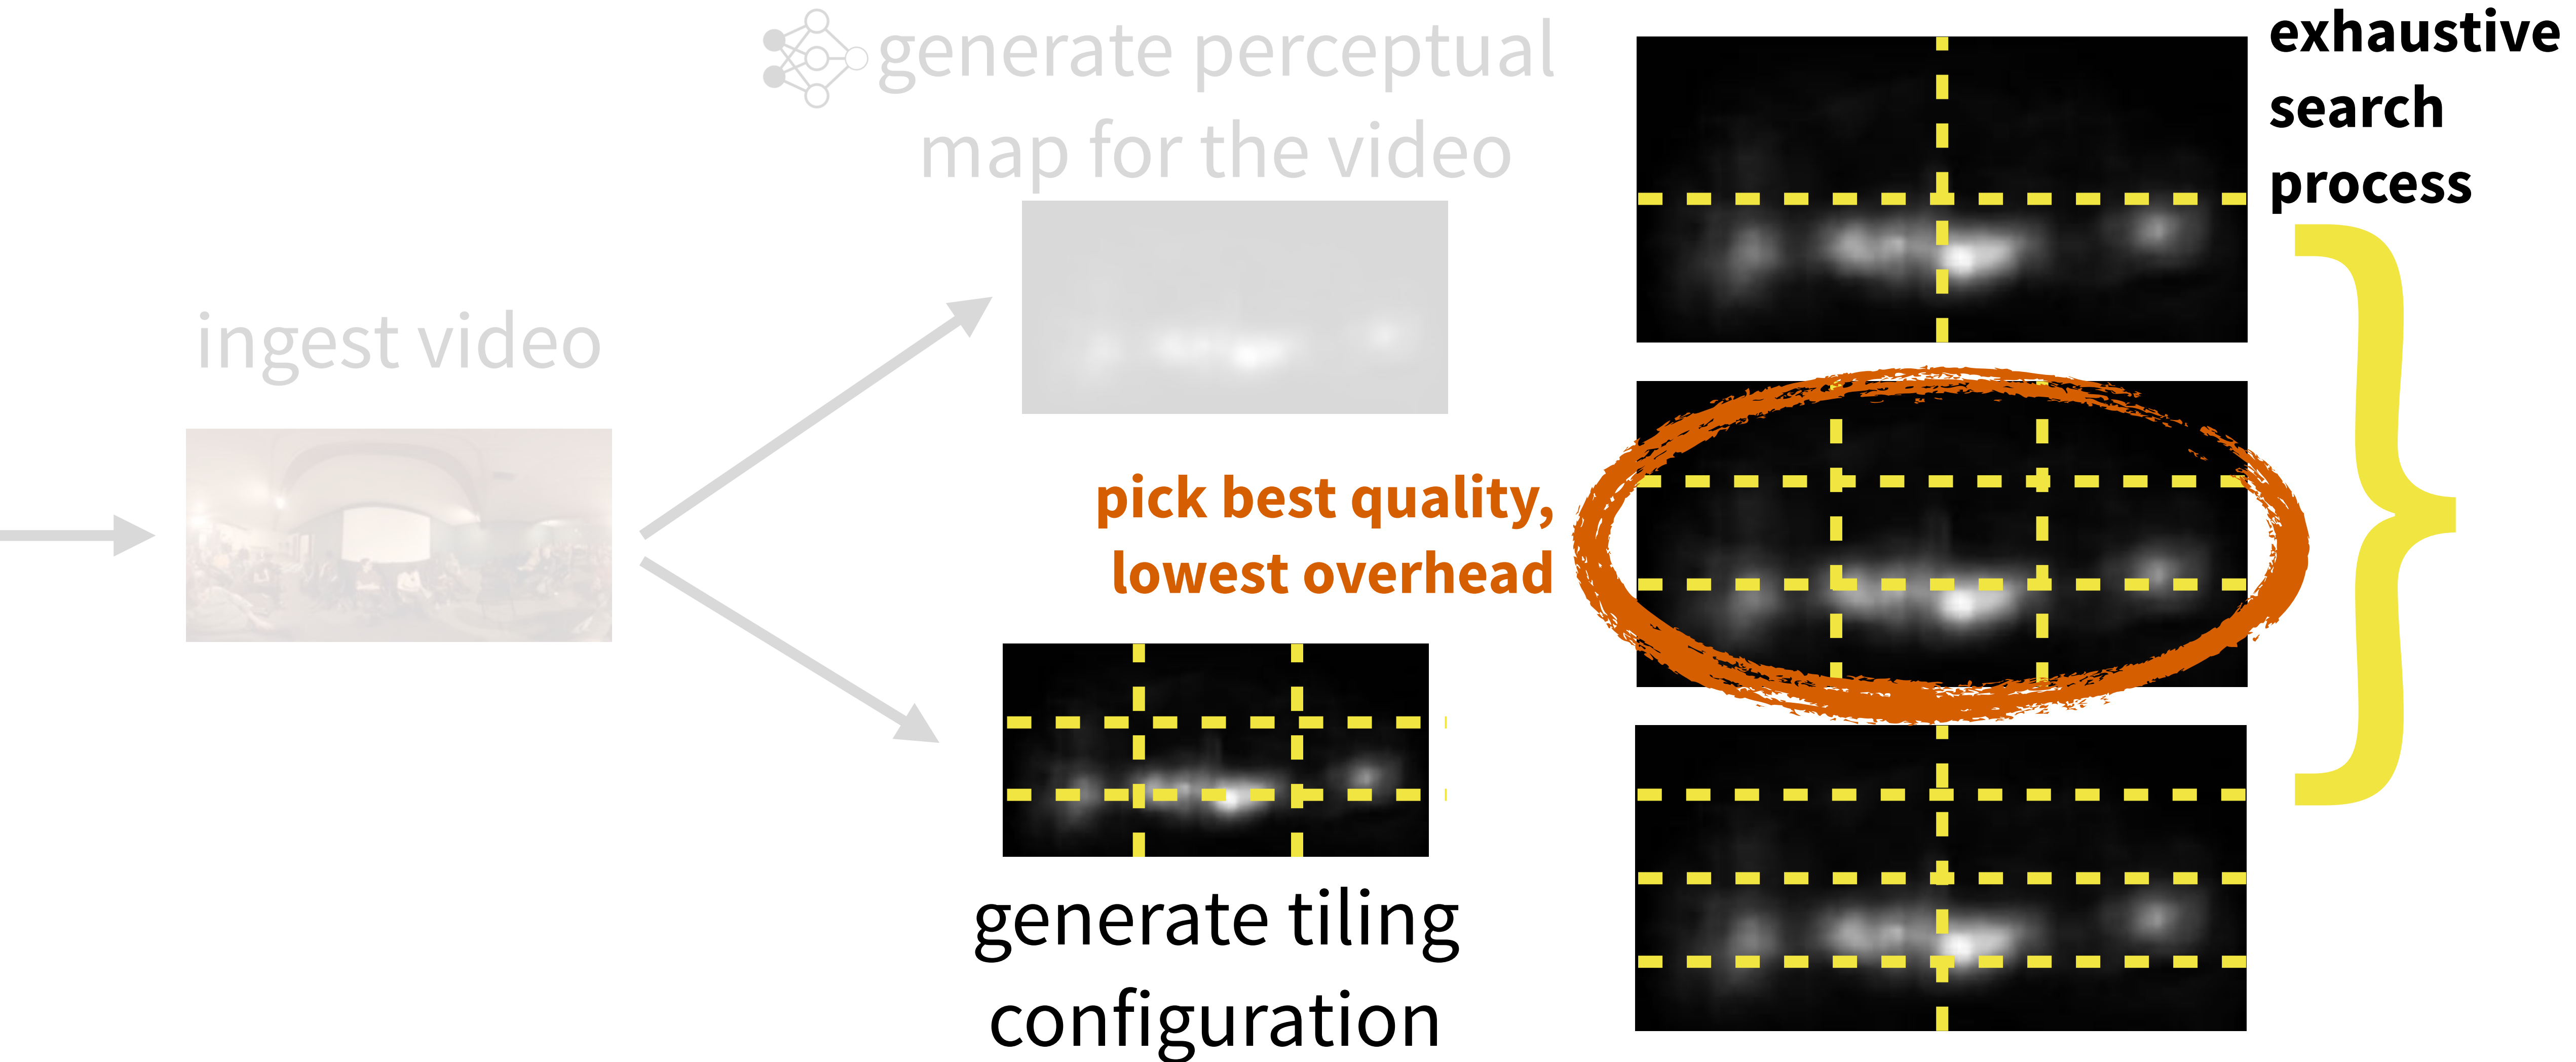 ingest video
generate perceptual
map for the video
pick best quality,
lowest overhead
generate tiling
configuration
exhaustive
search
process